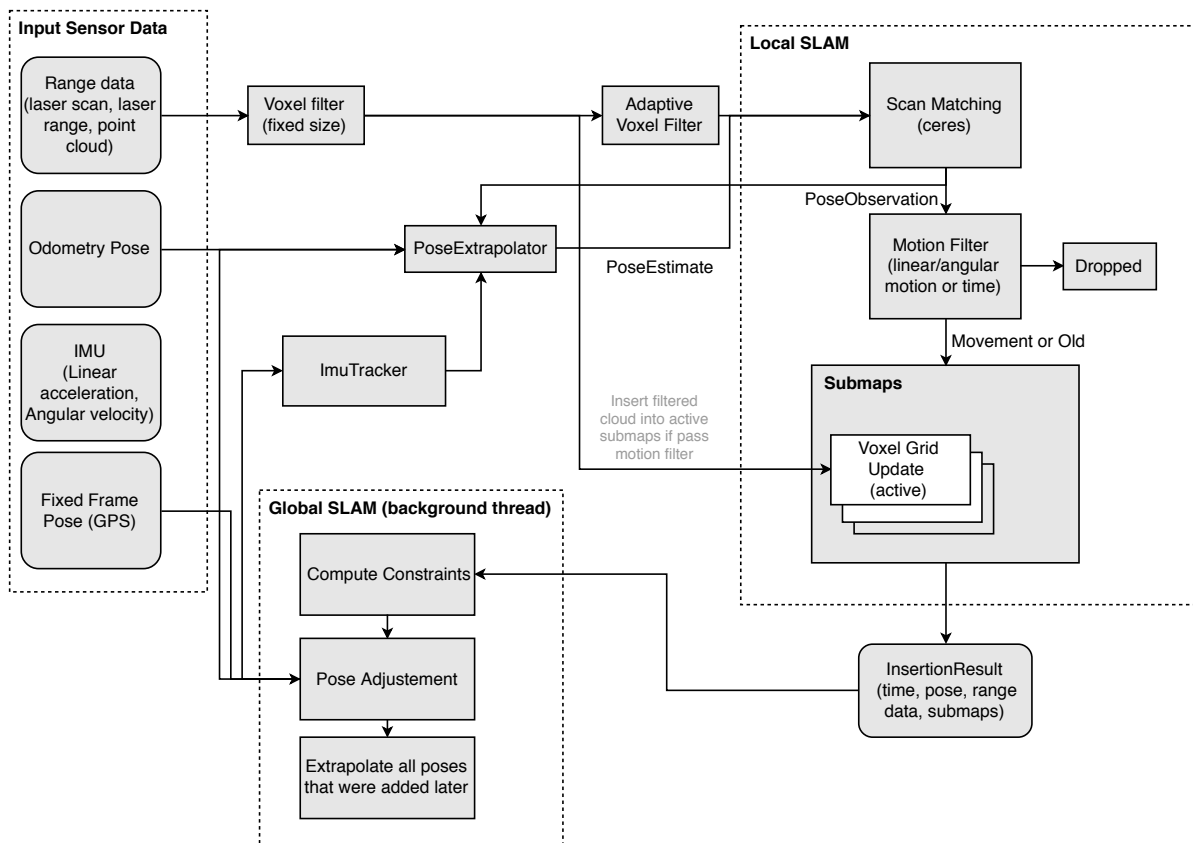 Input Sensor Data
Range data
(laser scan, laser
range, point
cloud)
Odometry Pose
IMU
(Linear
acceleration,
Angular velocity)
Fixed Frame
Pose (GPS)
Voxel filter
(fixed size)
Adaptive
Voxel Filter
PoseExtrapolator
PoseEstimate
ImuTracker
Insert filtered
cloud into active
submaps if pass
motion filter
Local SLAM
Scan Matching
(ceres)
PoseObservation
Motion Filter
(linear/angular
motion or time)
Dropped
Movement or Old
Submaps
Voxel Grid
Update
(active)
InsertionResult
(time, pose, range
data, submaps)
Global SLAM (background thread)
Compute Constraints
Pose Adjustement
Extrapolate all poses
that were added later